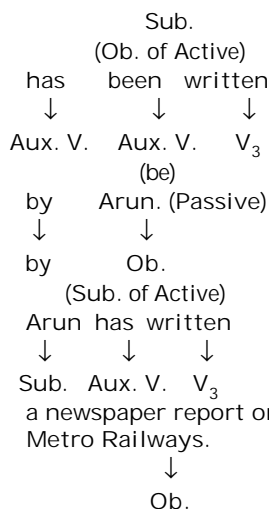 Sub.
(Ob. of Active)
has been written
↓ ↓ ↓
Aux. V. Aux. V. V₃
(be)
by Arun. (Passive)
↓ ↓
by Ob.
(Sub. of Active)
Arun has written
↓ ↓ ↓
Sub. Aux. V. V₃
a newspaper report on
Metro Railways.
↓
Ob.